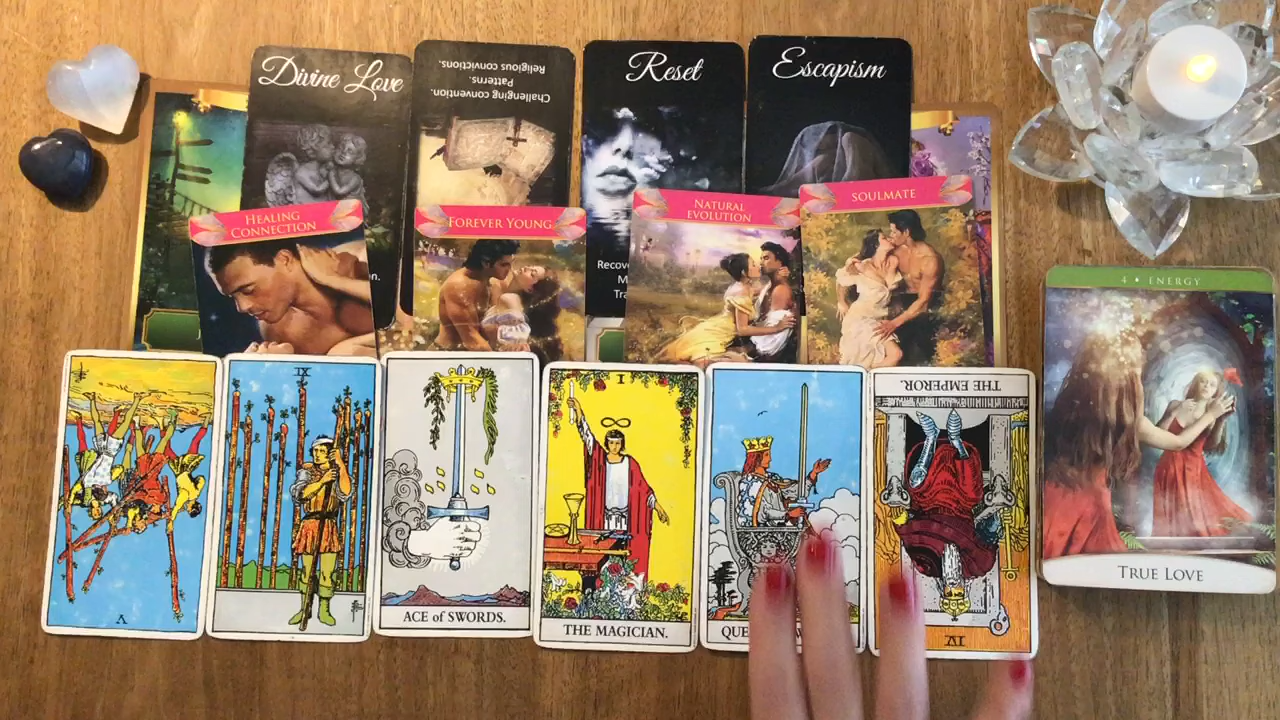 Divine Love
Challenging convention.
Patterns.
Religious convictions.
Reset
Escapism
HEALING
CONNECTION
FOREVER YOUNG
NATURAL
EVOLUTION
SOULMATE
4 • ENERGY
TRUE LOVE
V
IX
ACE of SWORDS.
I
THE MAGICIAN.
THE EMPEROR.
IV